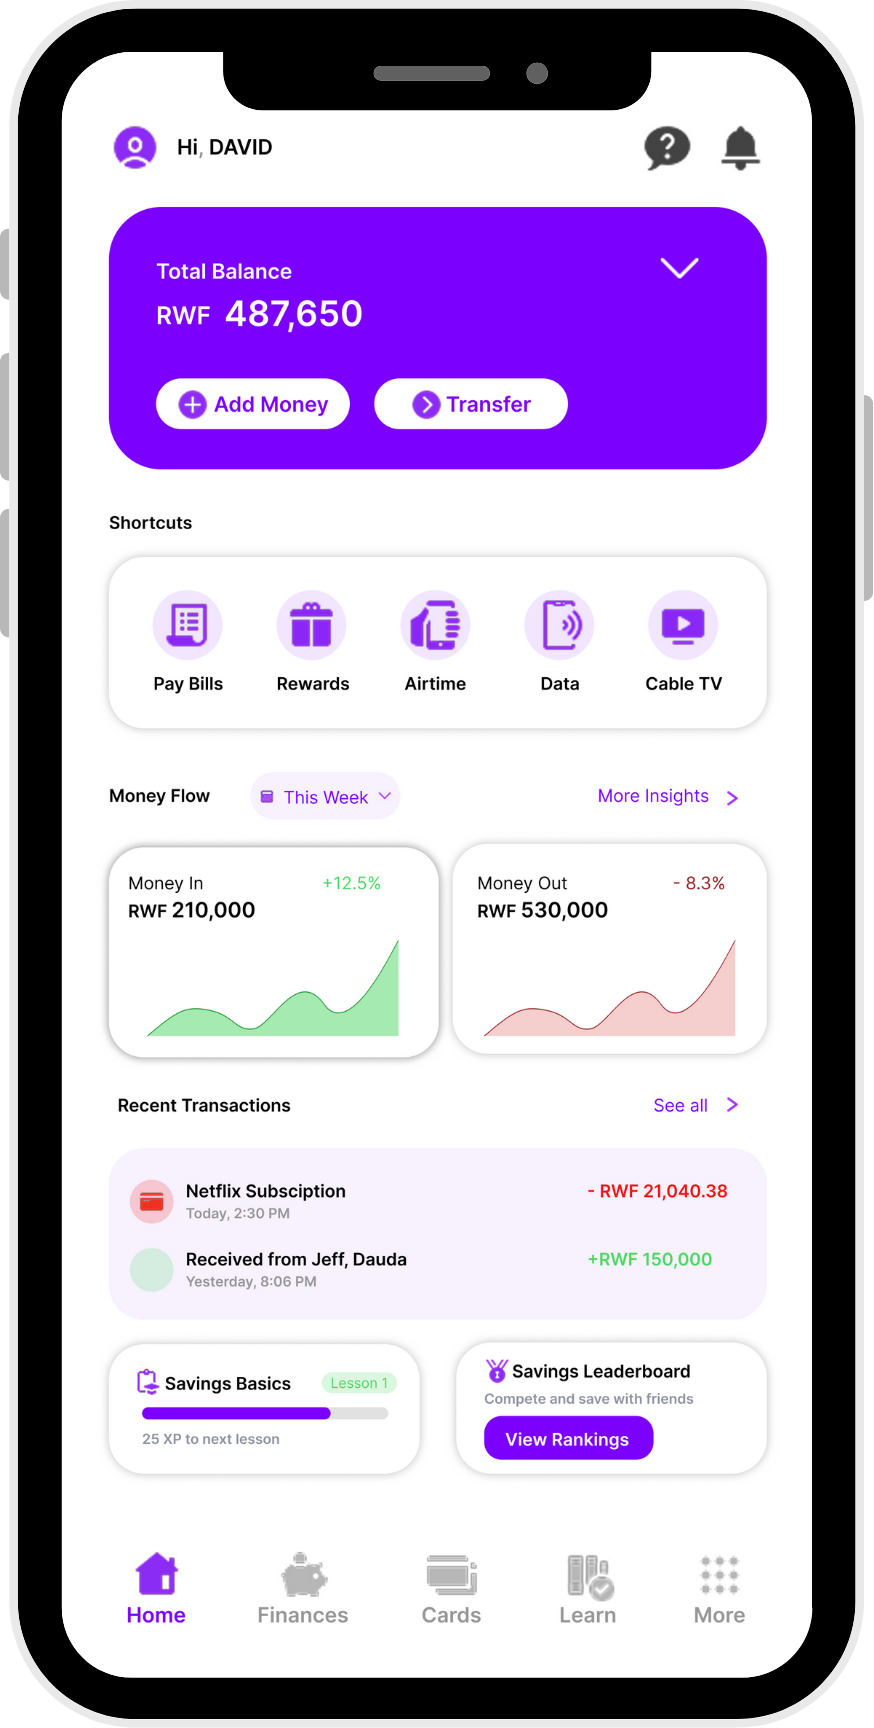 Hi, DAVID
Total Balance
RWF 487,650
Add Money
Transfer
Shortcuts
Pay Bills
Rewards
Airtime
Data
Cable TV
Money Flow
This Week
More Insights
Money In
+12.5%
RWF 210,000
Money Out
- 8.3%
RWF 530,000
Recent Transactions
See all
Netflix Subsciption
- RWF 21,040.38
Today, 2:30 PM
Received from Jeff, Dauda
+RWF 150,000
Yesterday, 8:06 PM
Savings Basics
Lesson 1
25 XP to next lesson
Savings Leaderboard
Compete and save with friends
View Rankings
Home
Finances
Cards
Learn
More